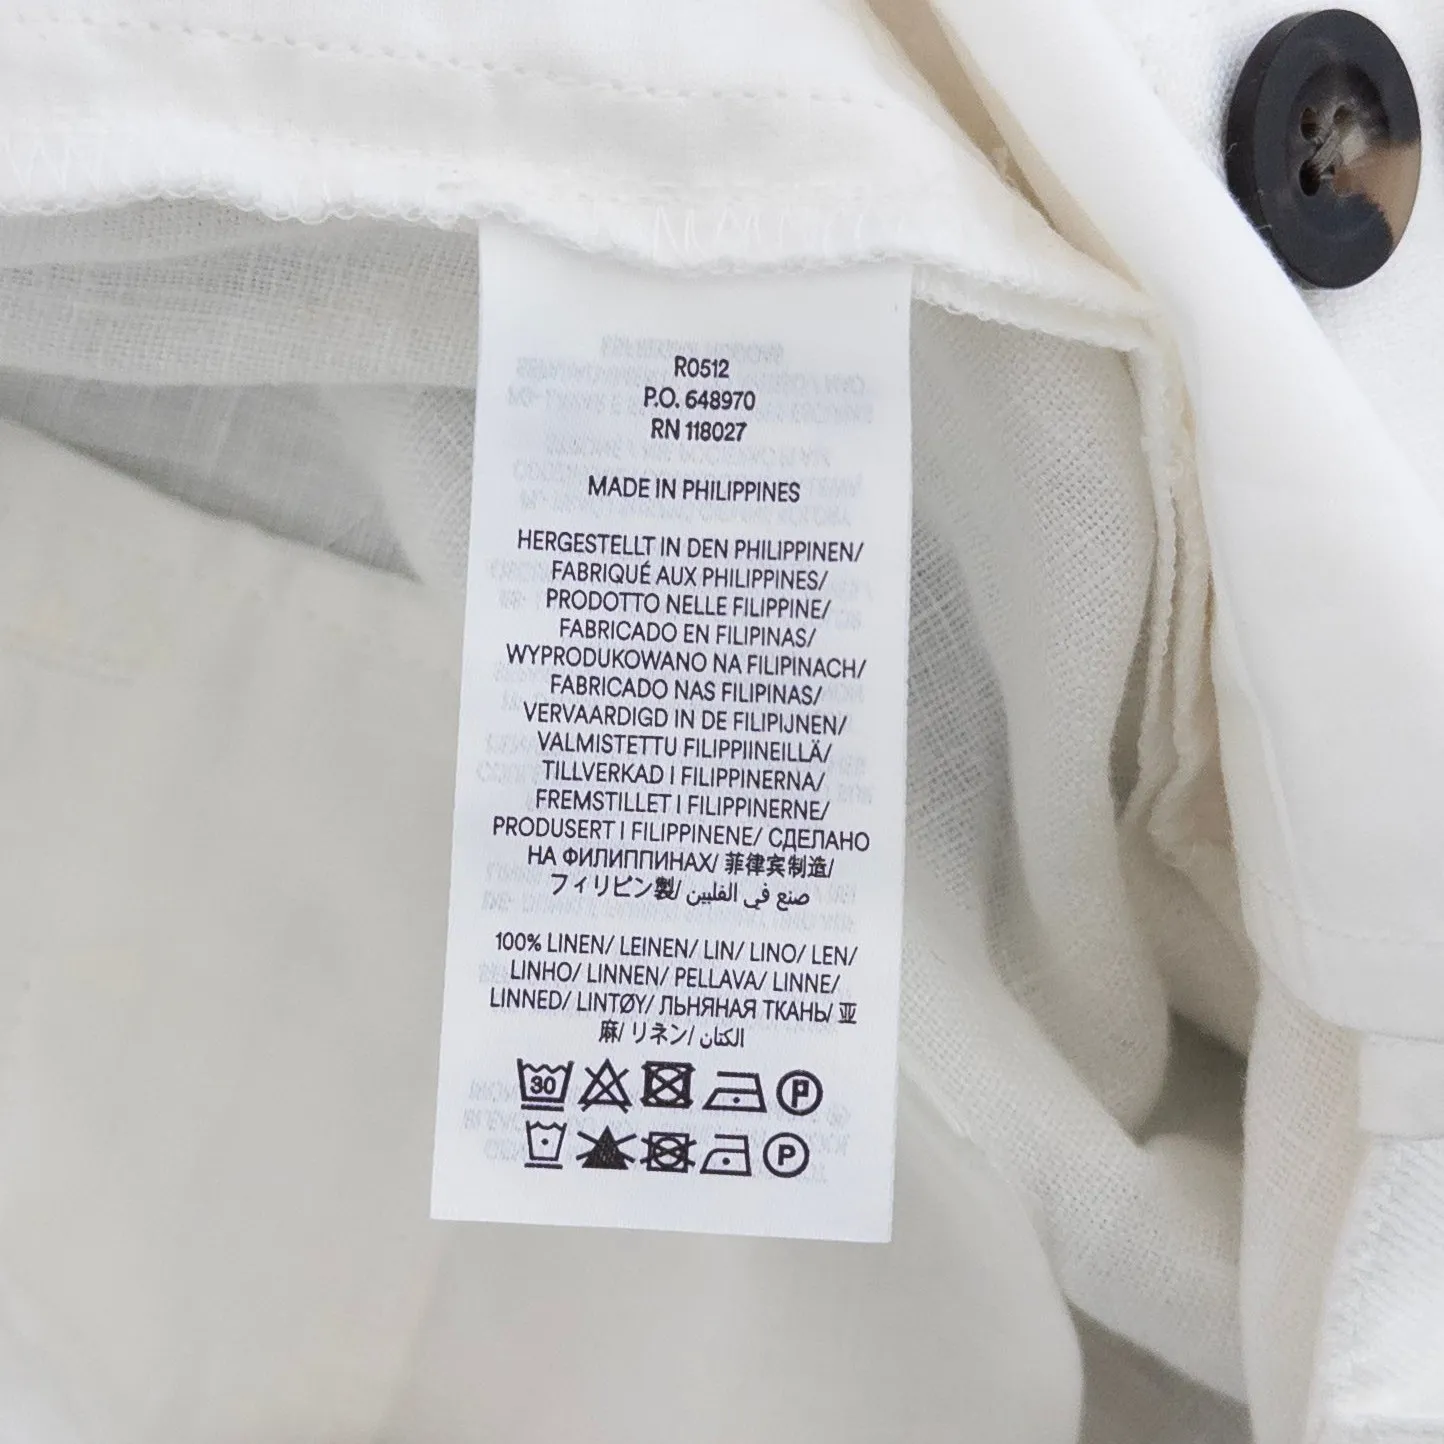 R0512
P.O. 648970
RN 118027
MADE IN PHILIPPINES
HERGESTELLT IN DEN PHILIPPINEN/
FABRIQUÉ AUX PHILIPPINES/
PRODOTTO NELLE FILIPPINE/
FABRICADO EN FILIPINAS/
WYPRODUKOWANO NA FILIPINACH/
FABRICADO NAS FILIPINAS/
VERVAARDIGD IN DE FILIPIJNEN/
VALMISTETTU FILIPPIINEILLÄ/
TILLVERKAD I FILIPPINERNA/
FREMSTILLET I FILIPPINERNE/
PRODUSERT I FILIPPINENE/ СДЕЛАНО
НА ФИЛИППИНАХ/ 菲律宾制造/
フィリピン製/ صنع في الفلبين
100% LINEN/ LEINEN/ LIN/ LINO/ LEN/
LINHO/ LINNEN/ PELLAVA/ LINNE/
LINNED/ LINTØY/ ЛЬНЯНАЯ ТКАНЬ/ 亚
麻/ リネン/ الكتان
30 P
P